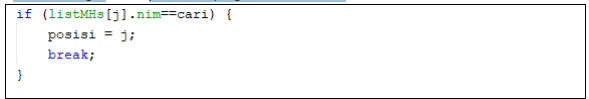 if (listMHs[j].nim==cari) {
posisi = j;
break;
}